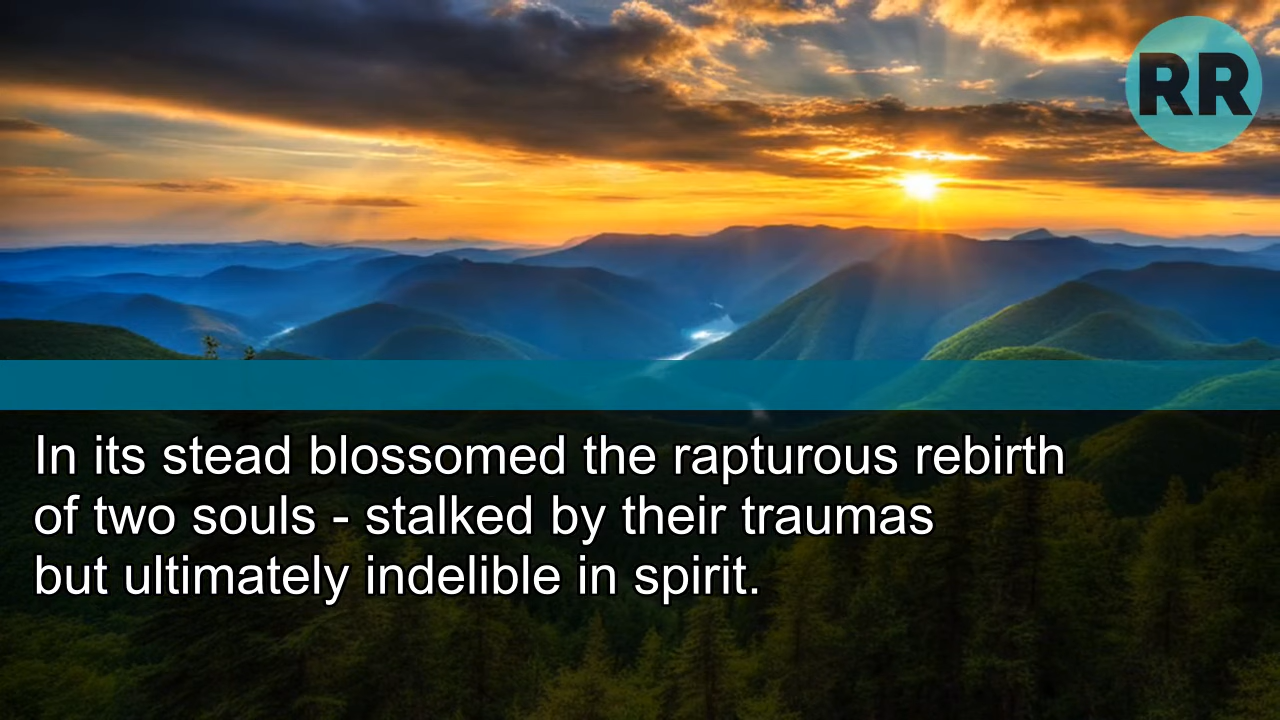 RR
In its stead blossomed the rapturous rebirth
of two souls - stalked by their traumas
but ultimately indelible in spirit.